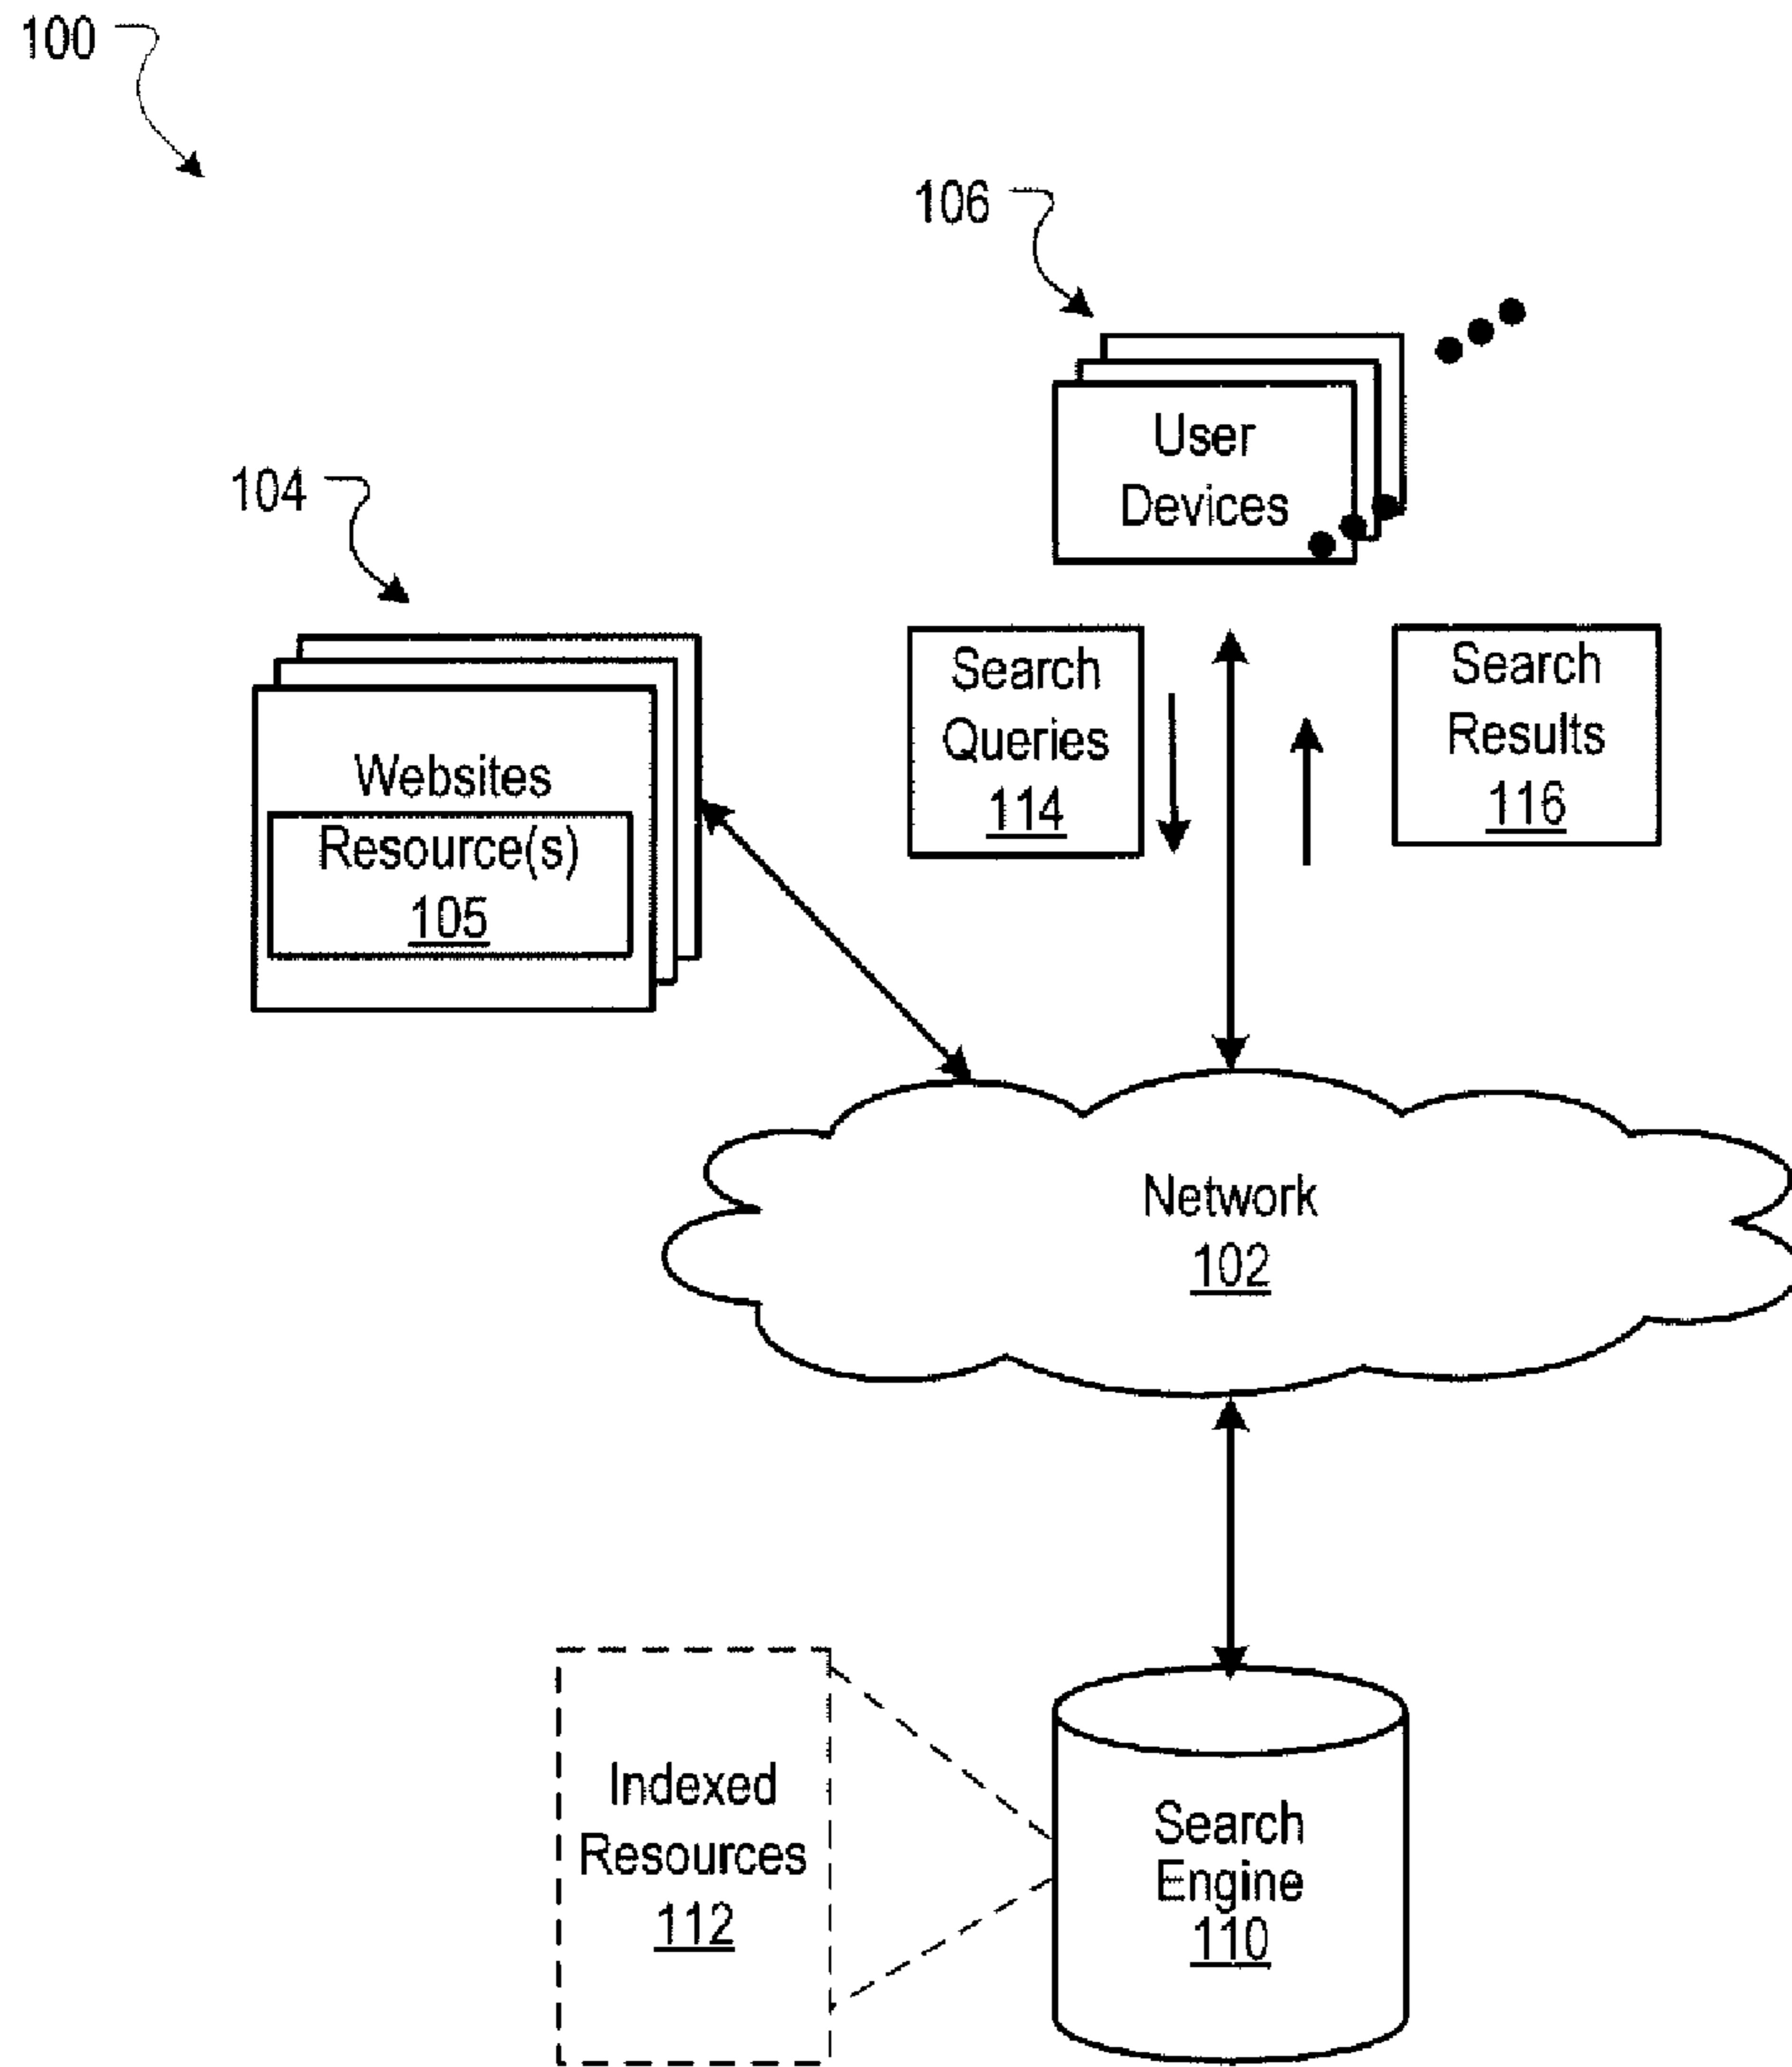 100
106
User
Devices
104
Search
Queries
114
Search
Results
116
Websites
Resource(s)
105
Network
102
Indexed
Resources
112
Search
Engine
110